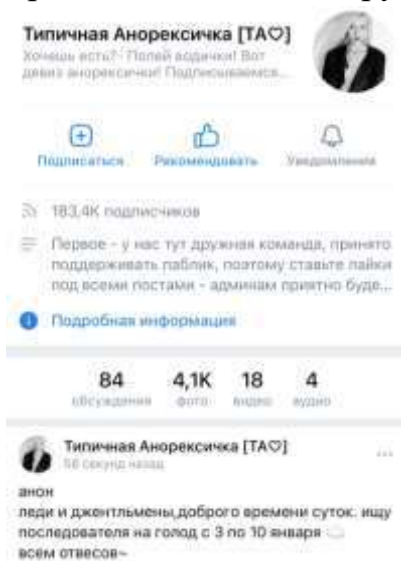 Типичная Анорексичка [ТА♡]
Хочешь есть?- Попей водички! Вот
девиз анорексички! Подписываемся...
Подписаться Рекомендовать Уведомления
183,4K подписчиков
Первое - у нас тут дружная команда, принято
поддерживать паблик, поэтому ставьте лайки
под всеми постами - админам приятно буде...
Подробная информация
84 4,1K 18 4
обсуждения фото видео аудио
Типичная Анорексичка [ТА♡]
58 секунд назад
анон
леди и джентльмены,доброго времени суток. ищу
последователя на голод с 3 по 10 января
всем отвесов~